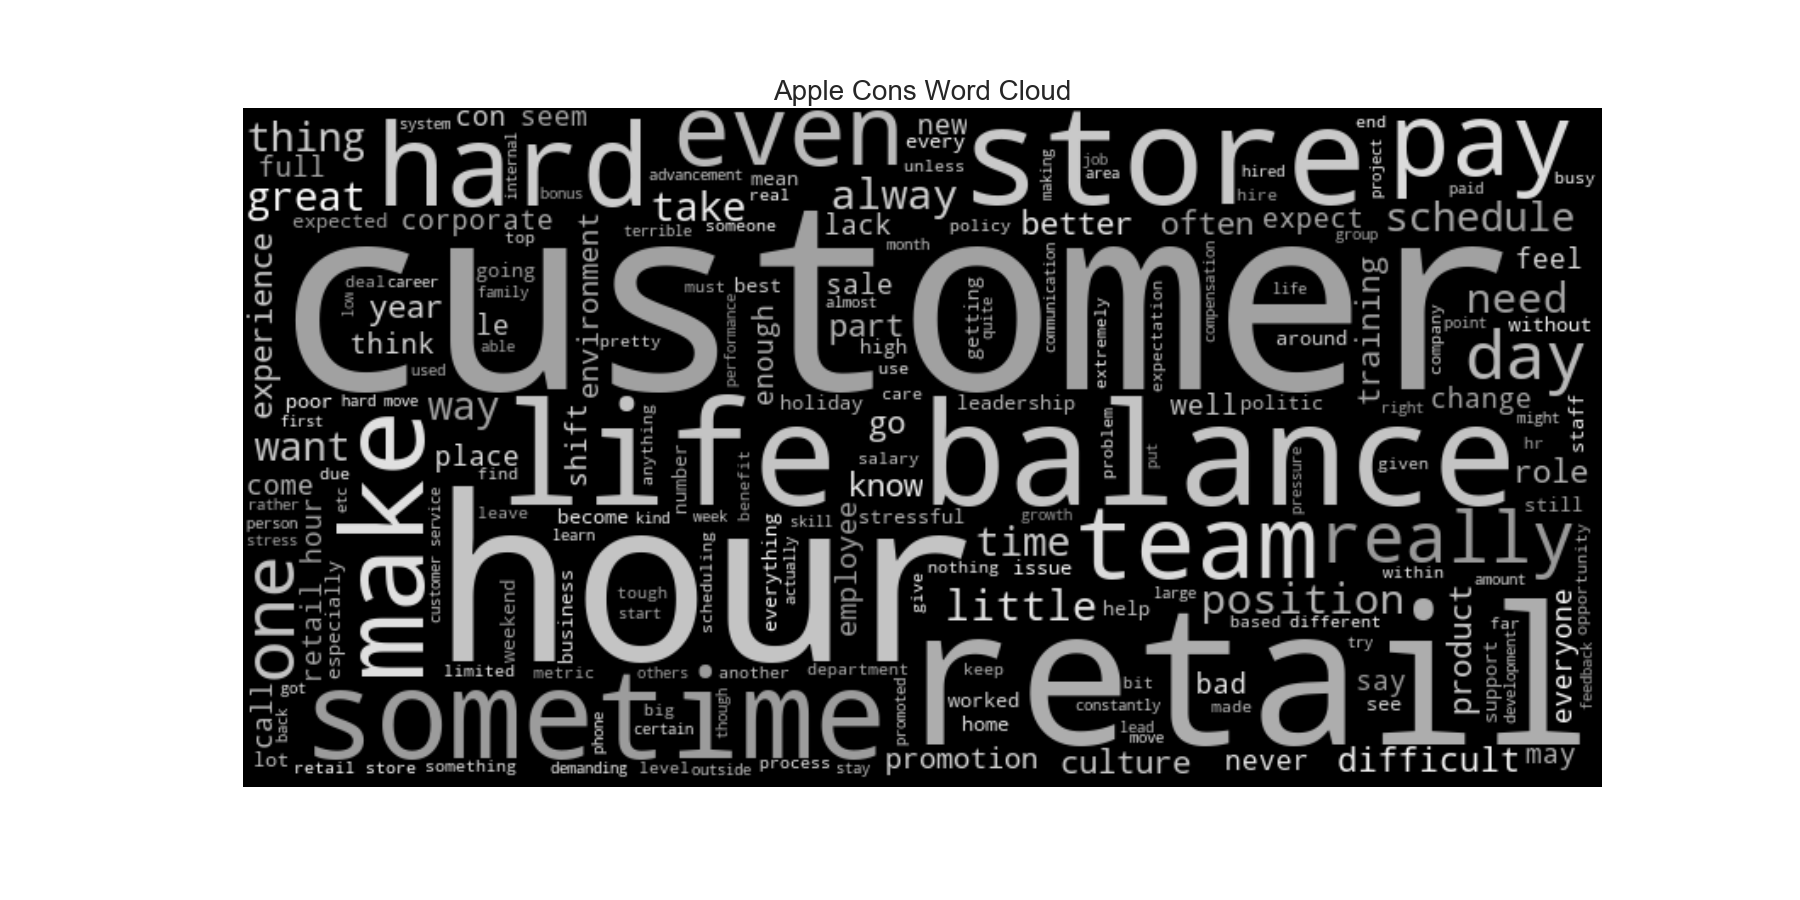 Apple Cons Word Cloud
thing
system
con
seem
hard
internal
even
new
every
unless
store
end
pay
full
great
bonus
advancement
mean
real
making
job
area
hired
hire
project
paid
busy
take
alway
expected
corporate
top
environment
terrible
someone
lack
month
policy
better
often
expect
group
schedule
experience
customer
deal
career
low
year
going
family
le
able
think
used
pretty
must
best
performance
enough
sale
almost
part
high
use
getting
quite
communication
extremely
expectation
compensation
life
around
training
company
point
feel
need
without
day
poor
hard move
first
way
want
make
place
find
due
life balance
shift
anything
number
benefit
holiday
care
go
salary
know
leadership
problem
put
well
politic
pressure
given
right
change
might
hr
staff
role
still
come
rather
person
stress
etc
retail hour
customer service
leave
become
kind
learn
week
skill
employee
stressful
growth
hour
tough
start
scheduling
everything
actually
weekend
business
time
nothing
issue
give
team
really
within
amount
opportunity
one
especially
little
help
large
position
based
different
try
product
far
support
development
everyone
feedback
limited
metric
others
another
department
keep
retail
call
got
back
lot
sometime
big
certain
phone
though
promoted
worked
home
bit
constantly
lead
move
bad
made
say
see
retail store
something
demanding
level
outside
process
stay
promotion
culture
never
difficult
may